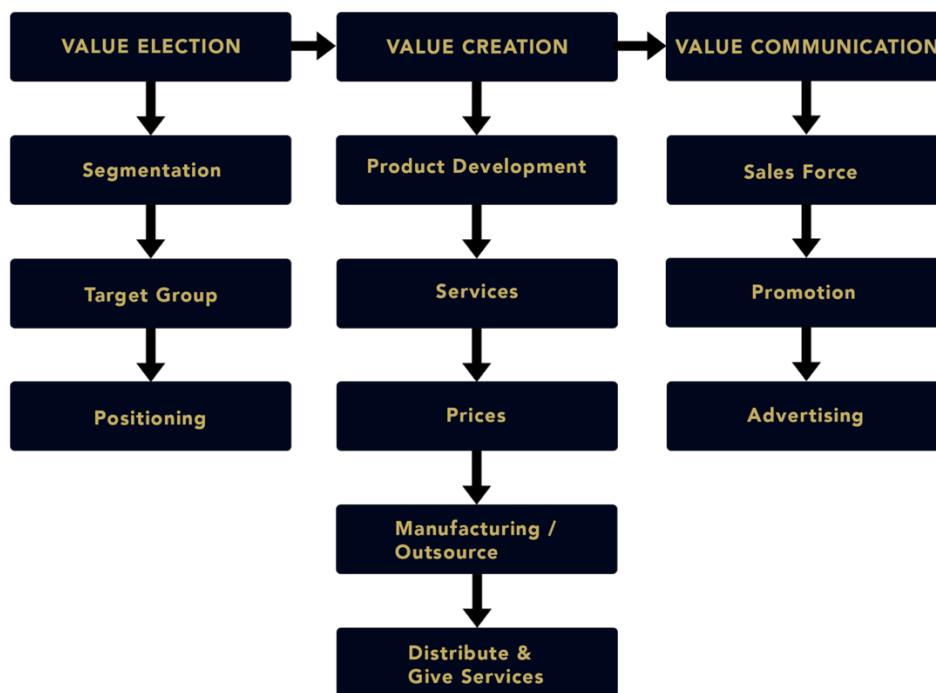 VALUE ELECTION
VALUE CREATION
VALUE COMMUNICATION
Segmentation
Product Development
Sales Force
Target Group
Services
Promotion
Positioning
Prices
Advertising
Manufacturing /
Outsource
Distribute &
Give Services